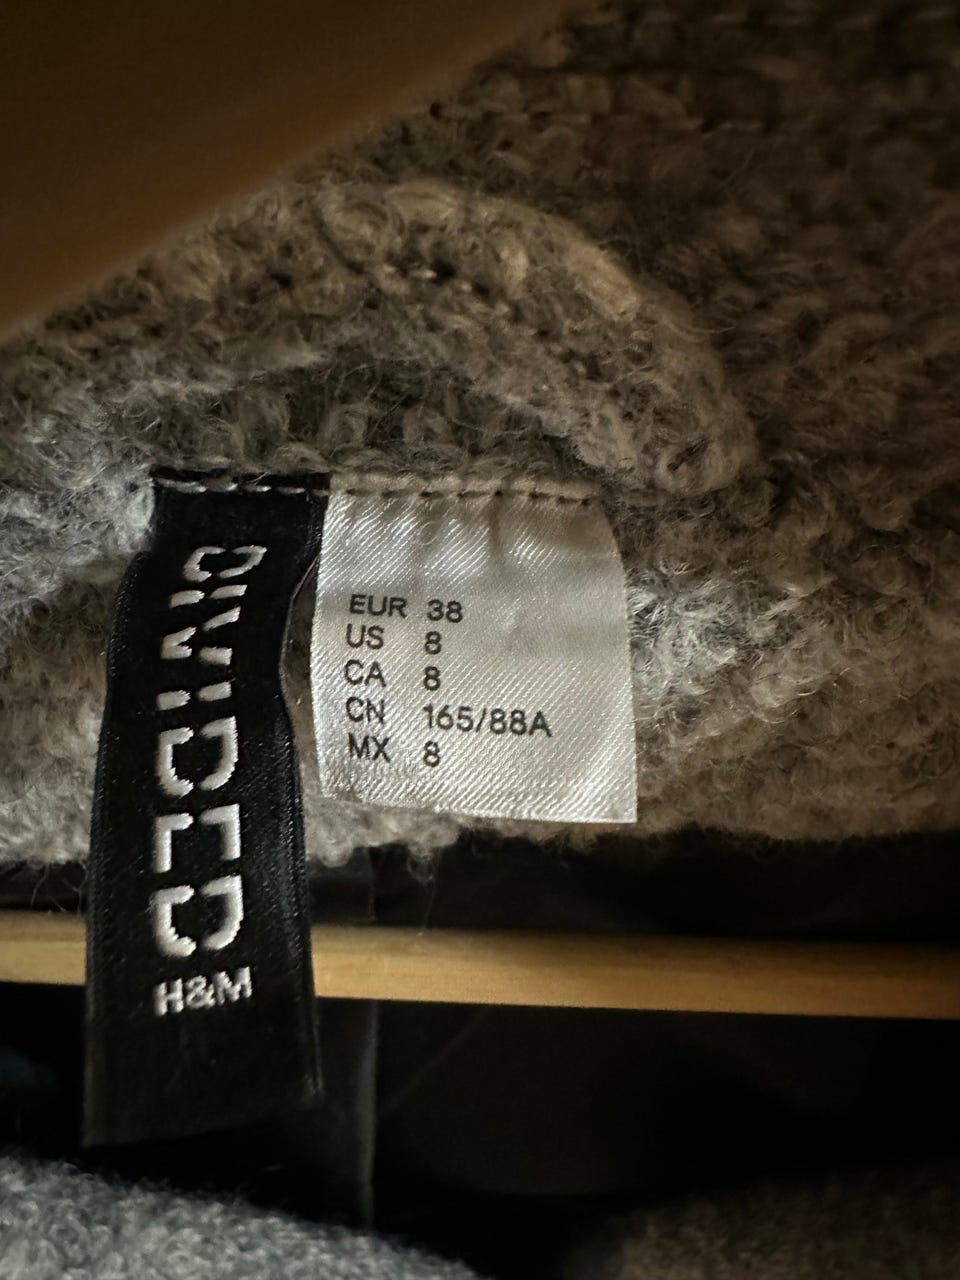 DIVIDED
H&M
EUR 38
US 8
CA 8
CN 165/88A
MX 8